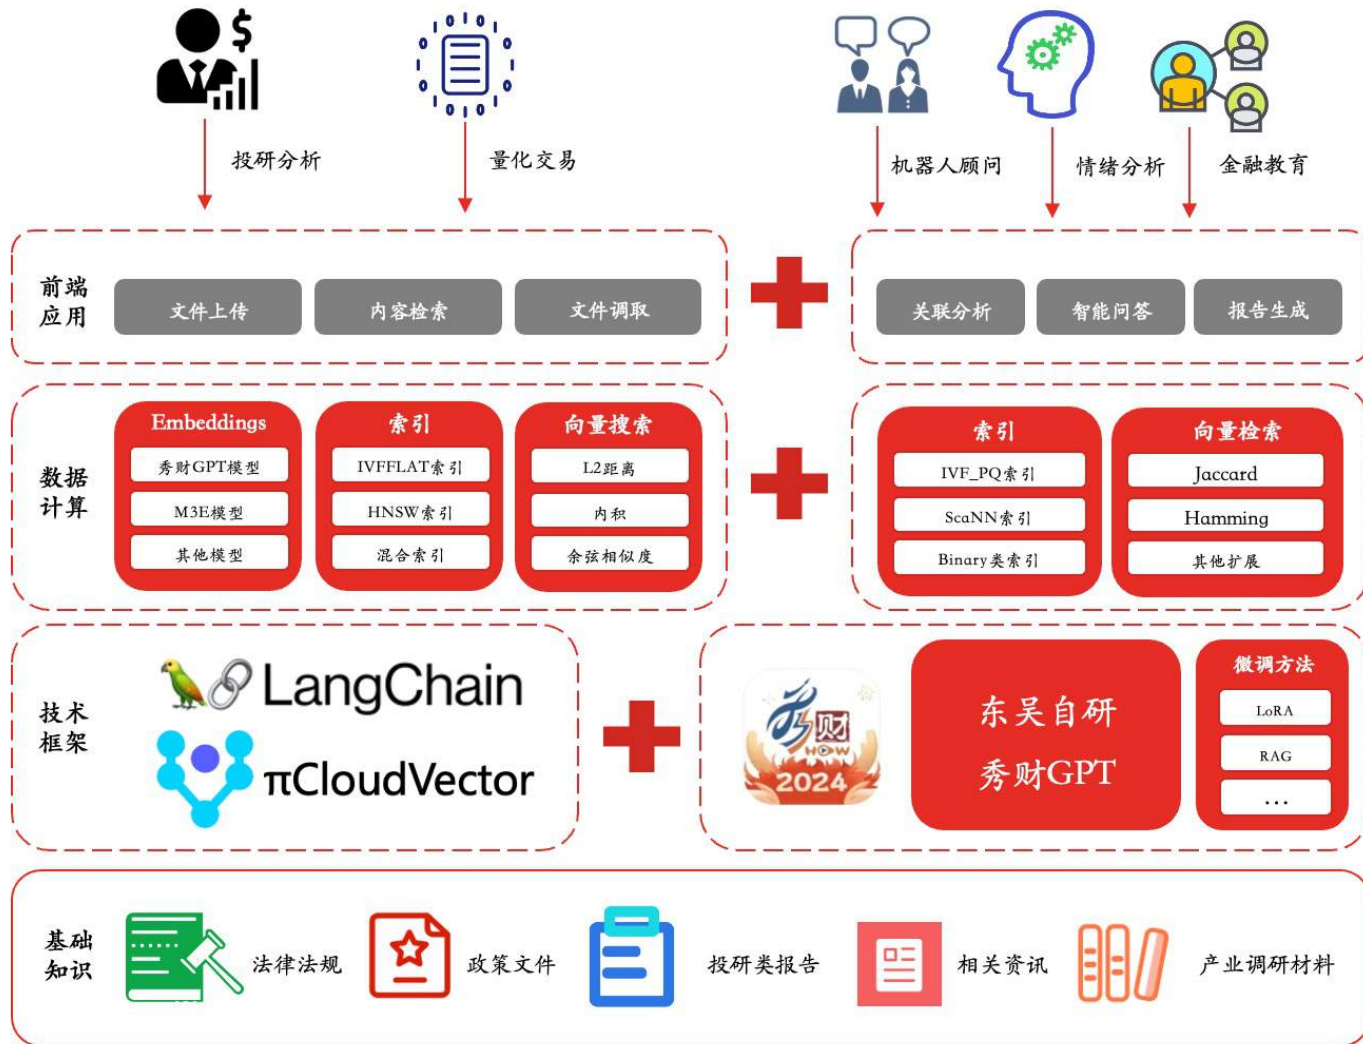 投研分析
量化交易
机器人顾问
情绪分析
金融教育
前端
应用
文件上传
内容检索
文件调取
关联分析
智能问答
报告生成
数据
计算
Embeddings
秀财GPT模型
M3E模型
其他模型
索引
IVFFLAT索引
HNSW索引
混合索引
向量搜索
L2距离
内积
余弦相似度
索引
IVF_PQ索引
ScaNN索引
Binary类索引
向量检索
Jaccard
Hamming
其他扩展
技术
框架
LangChain
πCloudVector
秀财
HOW
2024
东吴自研
秀财GPT
微调方法
LoRA
RAG
...
基础
知识
法律法规
政策文件
投研类报告
相关资讯
产业调研材料